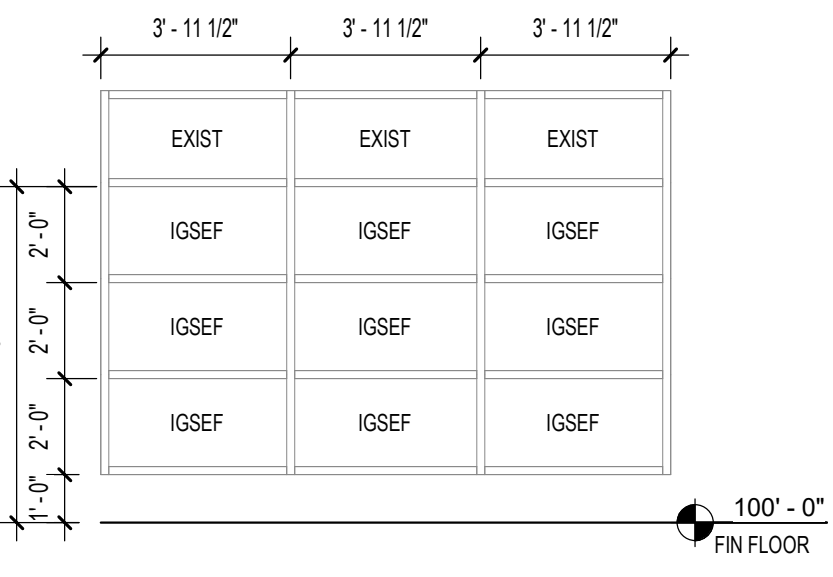 3' - 11 1/2" 3' - 11 1/2" 3' - 11 1/2"
EXIST EXIST EXIST
2' - 0" IGSEF IGSEF IGSEF
2' - 0" IGSEF IGSEF IGSEF
2' - 0" IGSEF IGSEF IGSEF
1' - 0"
100' - 0"
FIN FLOOR